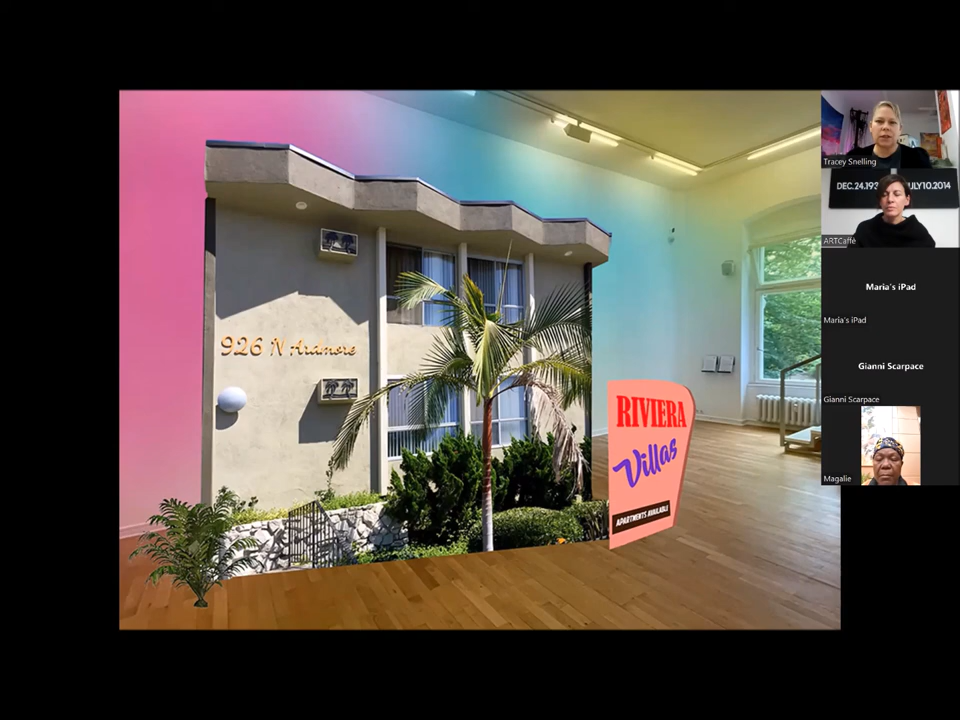 926 N Ardmore
RIVIERA
Villas
APARTMENTS AVAILABLE
Tracey Snelling
DEC.24.193
JULY10.2014
ARTCaffè
Maria's iPad
Maria's iPad
Gianni Scarpace
Gianni Scarpace
Magalie